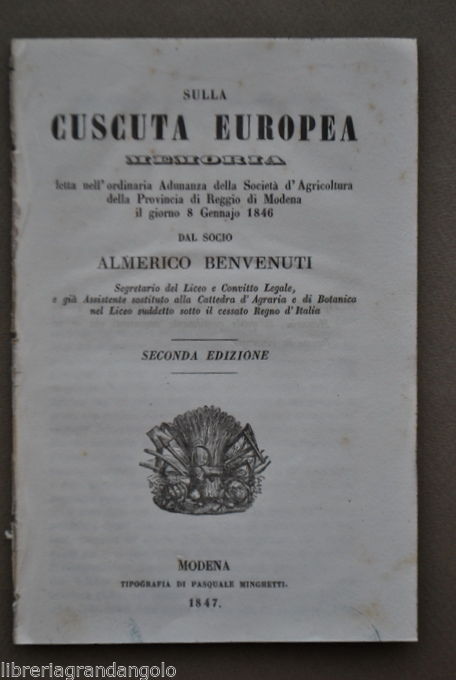 SULLA
CUSCUTA EUROPEA
MEMORIA
letta nell' ordinaria Adunanza della Società d' Agricoltura
della Provincia di Reggio di Modena
il giorno 8 Gennajo 1846
DAL SOCIO
ALMERICO BENVENUTI
Segretario del Liceo e Convitto Legale,
e già Assistente sostituto alla Cattedra d' Agraria e di Botanica
nel Liceo suddetto sotto il cessato Regno d' Italia
SECONDA EDIZIONE
MODENA
TIPOGRAFIA DI PASQUALE MINGHETTI.
1847.
libreriagrandangolo